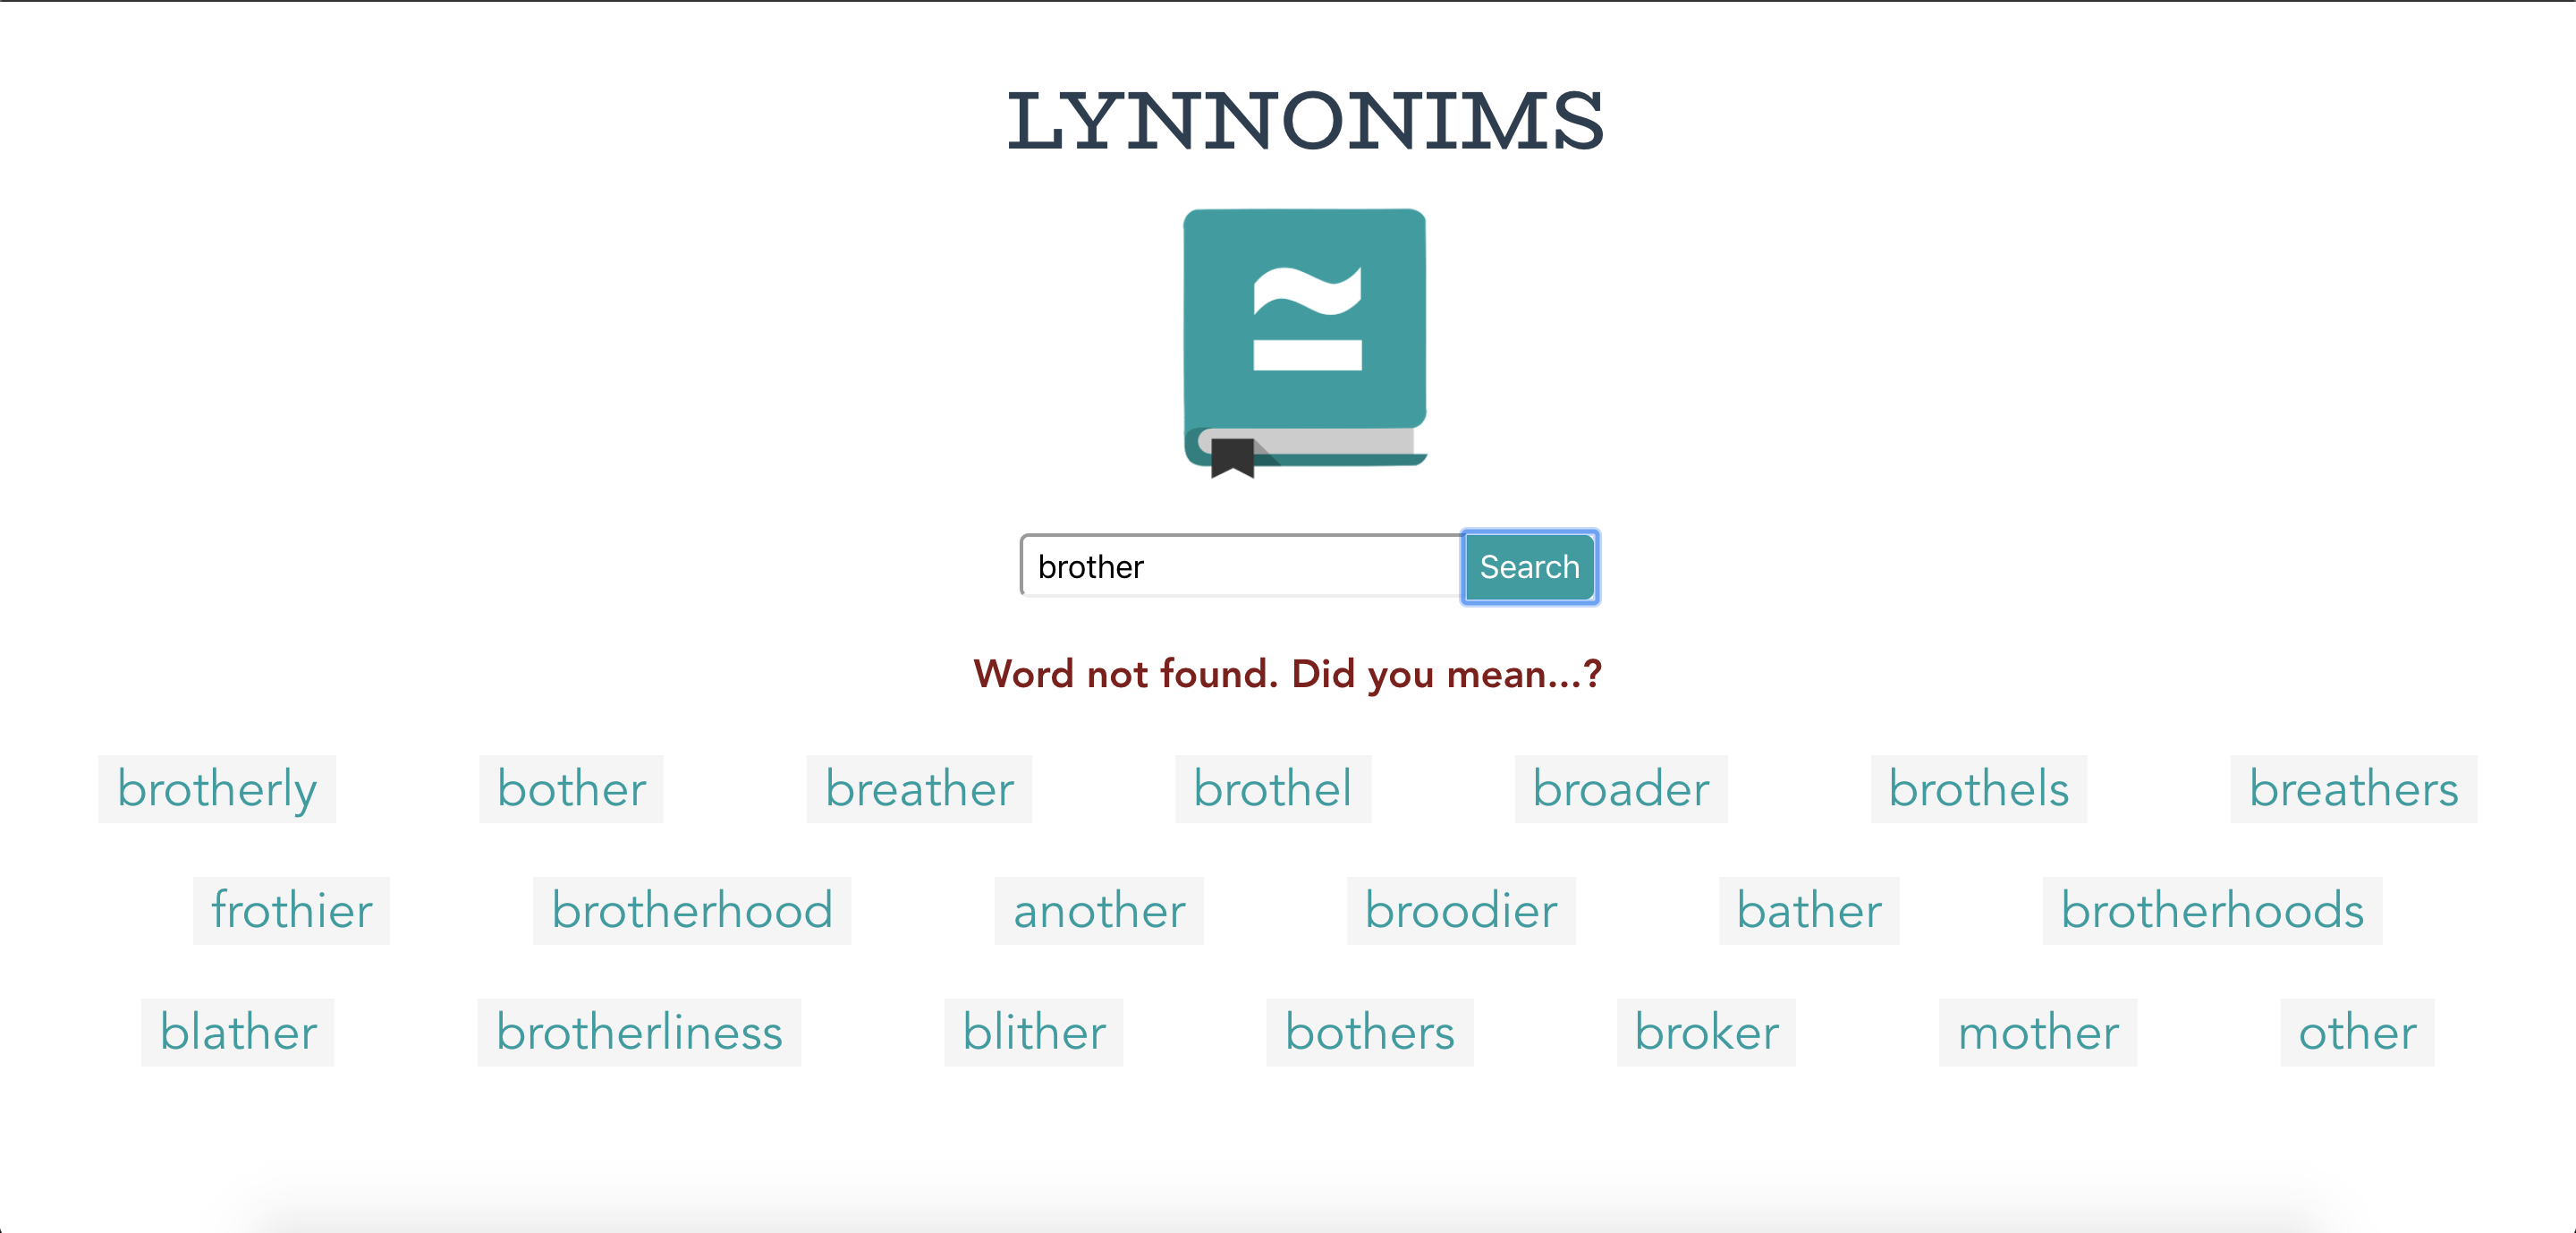 LYNNONIMS
≅
brother Search
Word not found. Did you mean...?
brotherly bother breather brothel broader brothels breathers
frothier brotherhood another broodier bather brotherhoods
blather brotherliness blither bothers broker mother other